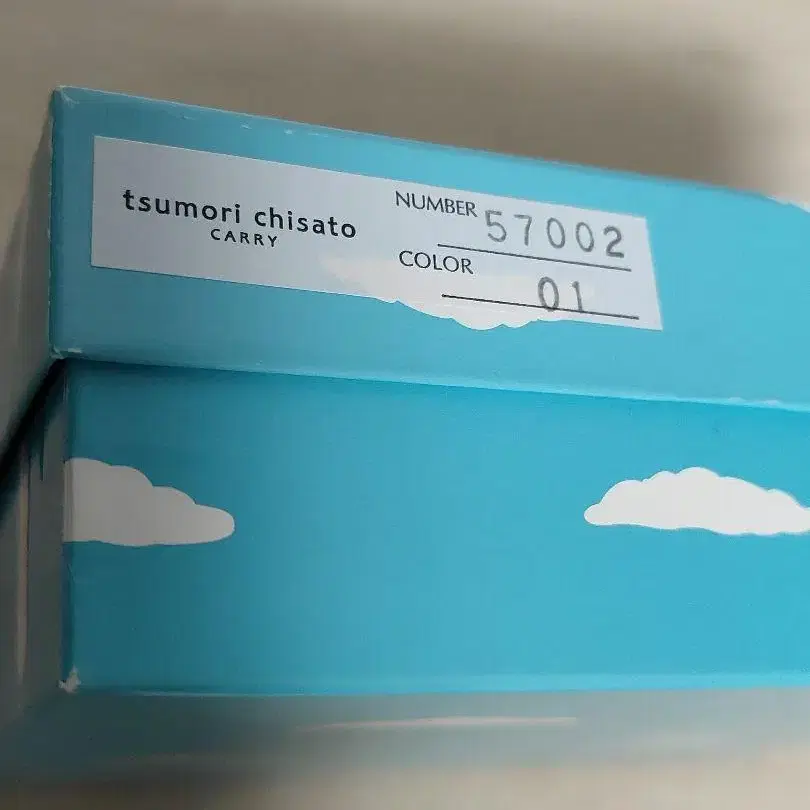 tsumori chisato
CARRY
NUMBER 57002
COLOR 01